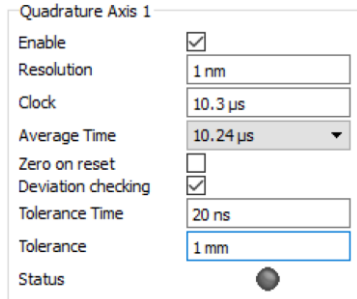 Quadrature Axis 1
Enable
Resolution 1 nm
Clock 10.3 µs
Average Time 10.24 µs
Zero on reset
Deviation checking
Tolerance Time 20 ns
Tolerance 1 mm
Status